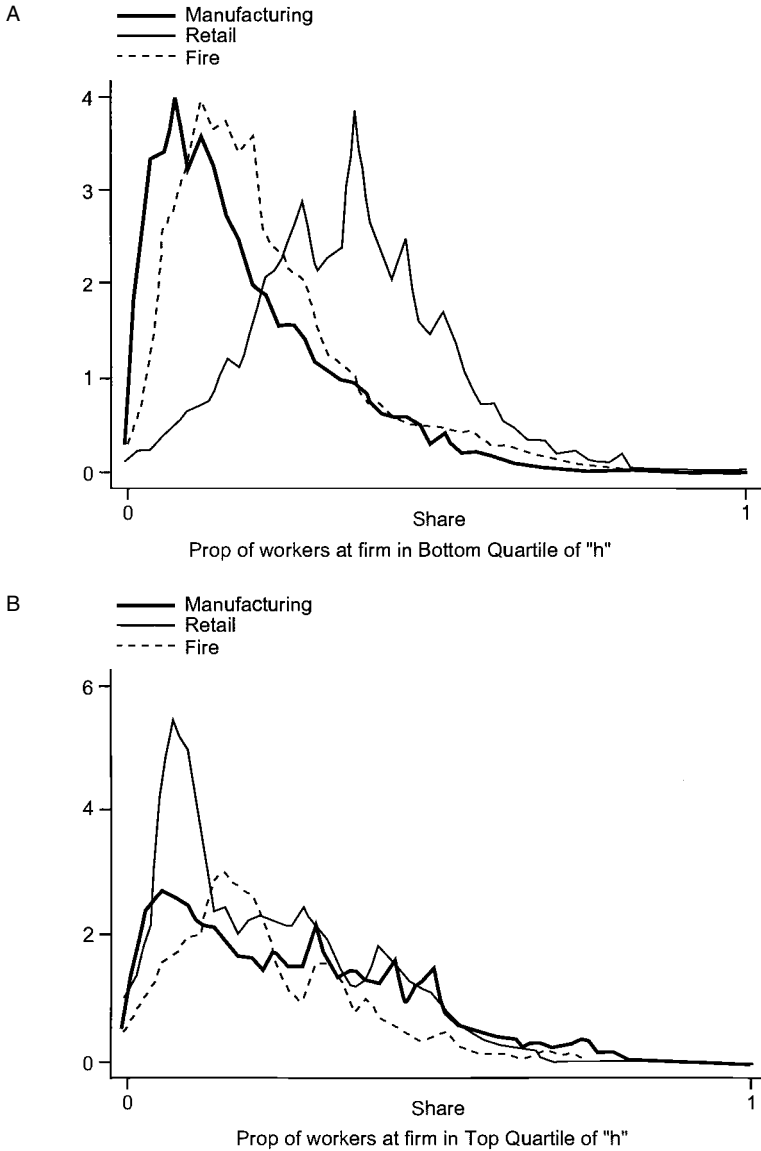 A
Manufacturing
Retail
Fire
4
3
2
1
0
0
1
Share
Prop of workers at firm in Bottom Quartile of "h"
B
Manufacturing
Retail
Fire
6
4
2
0
0
1
Share
Prop of workers at firm in Top Quartile of "h"